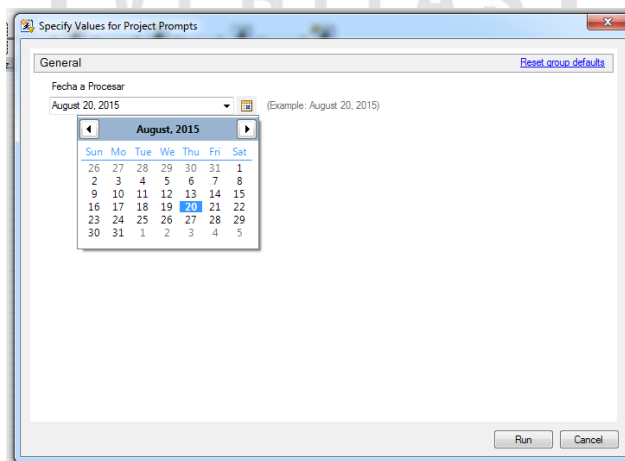 Specify Values for Project Prompts
General Reset group defaults
Fecha a Procesar
August 20, 2015 (Example: August 20, 2015)
August, 2015
Sun Mo Tue We Thu Fri Sat
26 27 28 29 30 31 1
2 3 4 5 6 7 8
9 10 11 12 13 14 15
16 17 18 19 20 21 22
23 24 25 26 27 28 29
30 31 1 2 3 4 5
Run Cancel